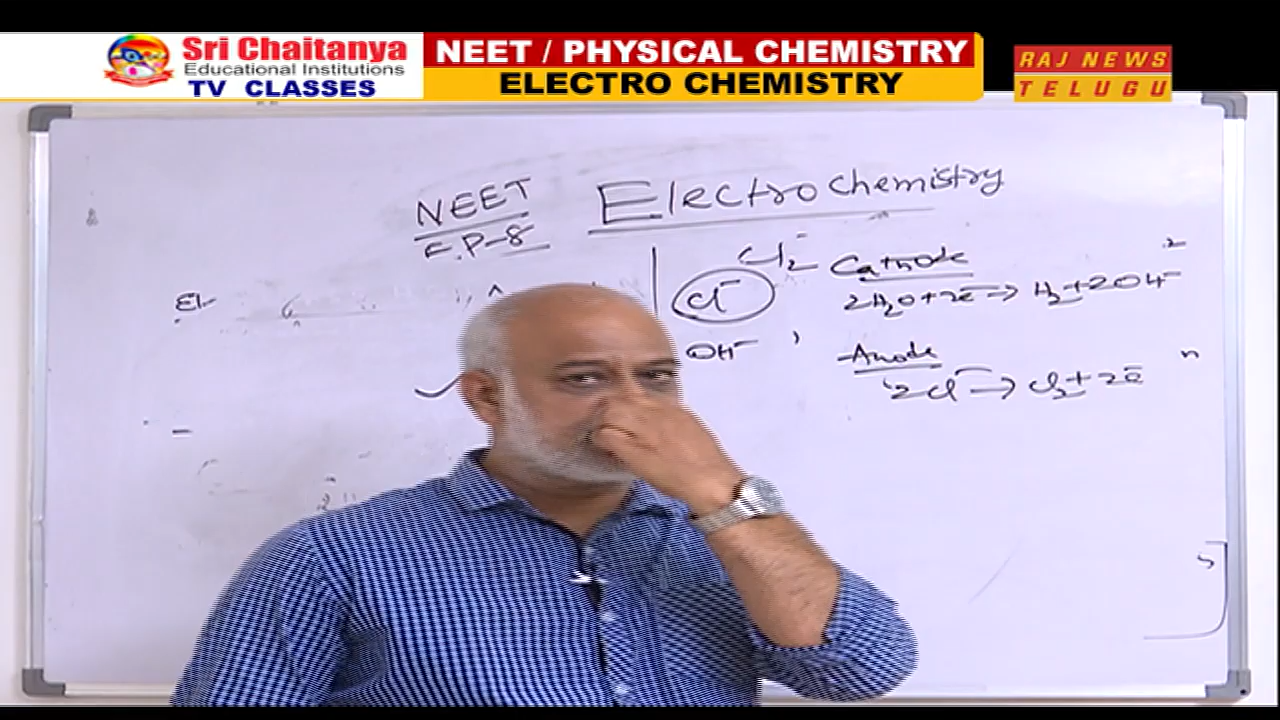 Sri Chaitanya
Educational Institutions
TV CLASSES
NEET / PHYSICAL CHEMISTRY
ELECTRO CHEMISTRY
RAJ NEWS
TELUGU
NEET
Electrochemistry
E.P-8
El
Cl₂
Cl⁻
OH⁻
Cathode
2H₂O+2e⁻→ H₂+2OH⁻
Anode
2Cl⁻ → Cl₂+2e⁻